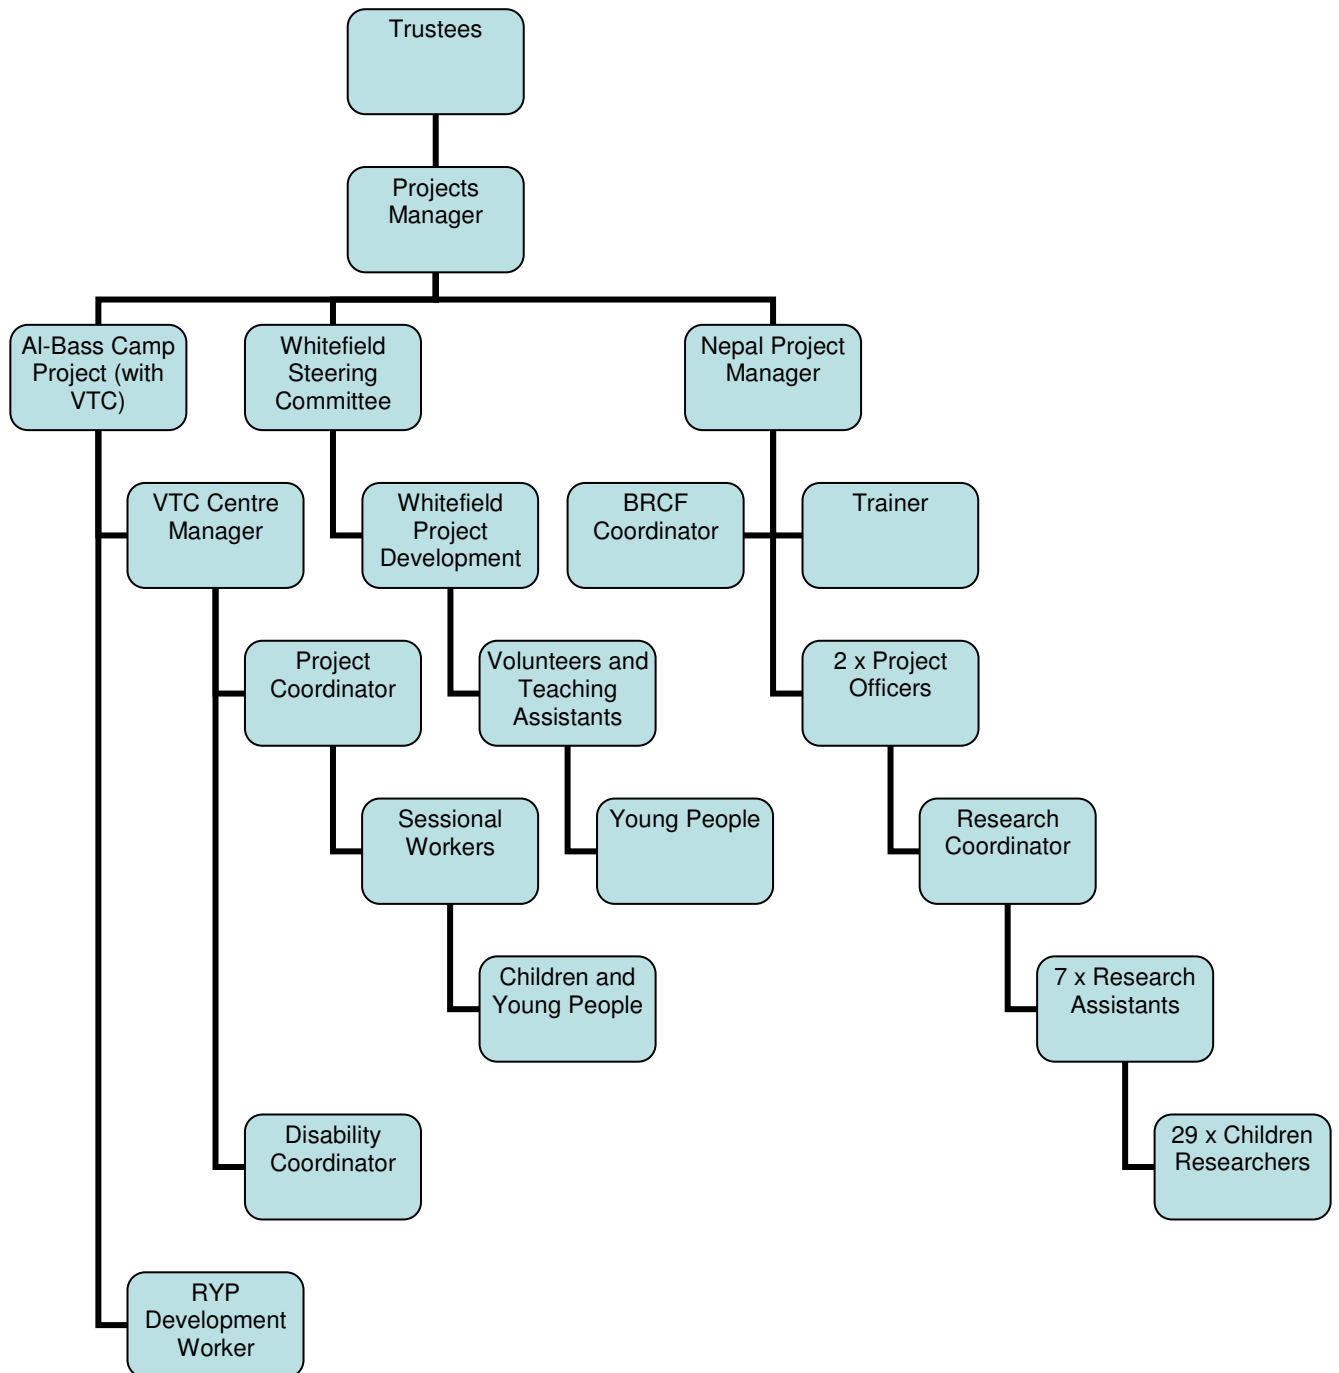 Trustees
Projects
Manager
Al-Bass Camp
Project (with
VTC)
Whitefield
Steering
Committee
Nepal Project
Manager
VTC Centre
Manager
Whitefield
Project
Development
BRCF
Coordinator
Trainer
Project
Coordinator
Volunteers and
Teaching
Assistants
2 x Project
Officers
Sessional
Workers
Young People
Research
Coordinator
Children and
Young People
7 x Research
Assistants
Disability
Coordinator
29 x Children
Researchers
RYP
Development
Worker